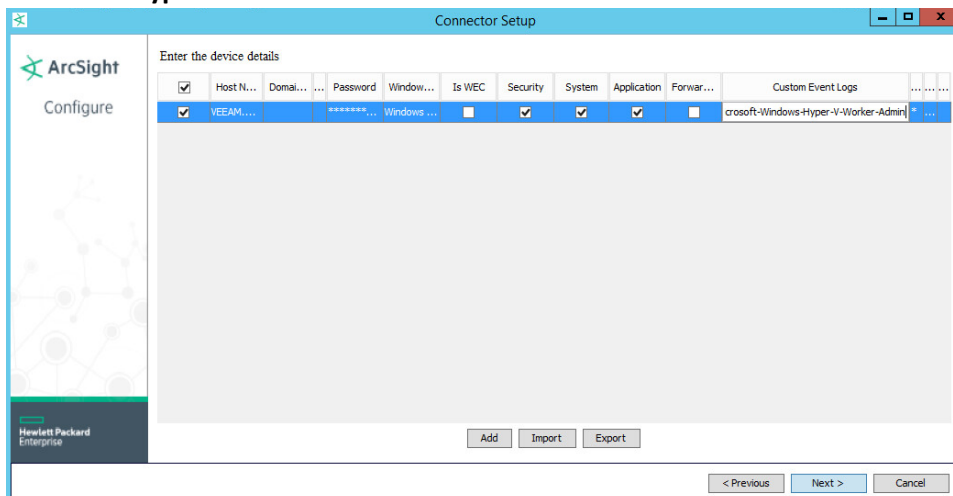 Connector Setup
ArcSight
Configure
Enter the device details
Host N... Domai... ... Password Window... Is WEC Security System Application Forwar... Custom Event Logs ... ... ...
VEEAM.... *******... Windows ... crosoft-Windows-Hyper-V-Worker-Admin * ...
Hewlett Packard
Enterprise
Add Import Export
< Previous Next > Cancel